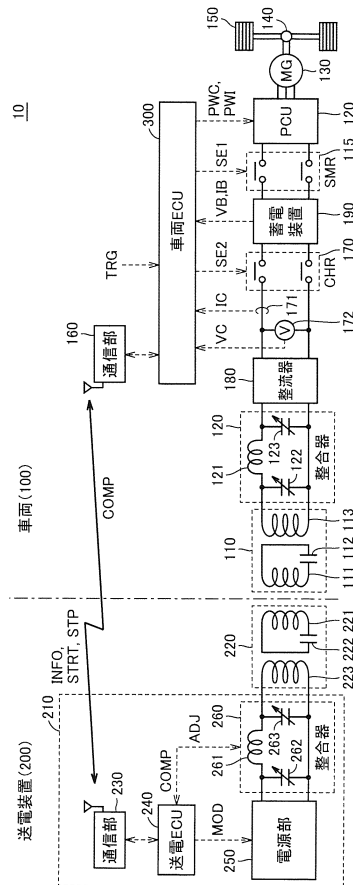 10
送電装置(200)
車両(100)
INFO,
STRT, STP
COMP
210
230
通信部
240
送電ECU
COMP
ADJ
MOD
250
電源部
260
261
262
263
整合器
220
221
222
223
110
111
112
113
120
121
122
123
整合器
180
整流器
160
通信部
TRG
300
車両ECU
VC
IC
SE2
VB,IB
SE1
PWC,
PWI
171
172
V
CHR
170
蓄電
装置
190
SMR
115
PCU
120
MG
130
140
150